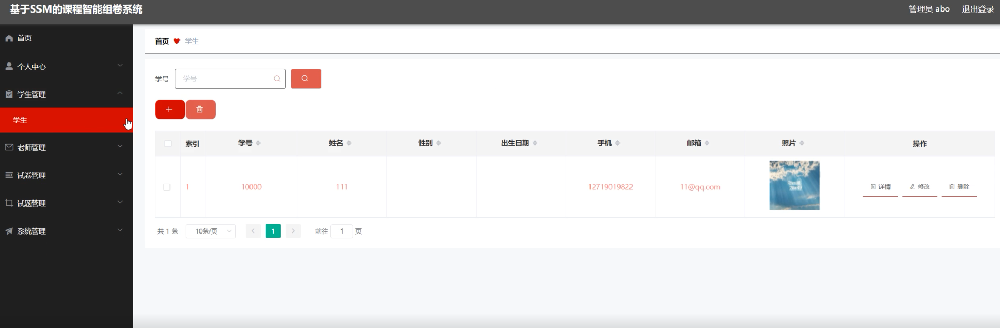 基于SSM的课程智能组卷系统
管理员 abo 退出登录
首页
个人中心
学生管理
学生
老师管理
试卷管理
试题管理
系统管理
首页 学生
学号 学号
索引 学号 姓名 性别 出生日期 手机 邮箱 照片 操作
1 10000 111 12719019822 11@qq.com 详情 修改 删除
共 1 条 10条/页 1 前往 1 页